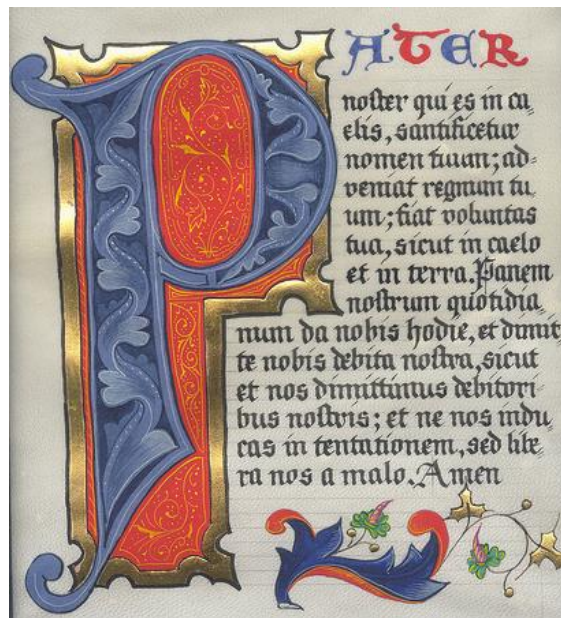 PATER
noster qui es in ca-
elis, santificetur
nomen tuum; ad-
veniat regnum tu-
um; fiat voluntas
tua, sicut in caelo
et in terra. Panem
nostrum quotidia-
num da nobis hodie, et dimit
te nobis debita nostra, sicut
et nos dimittimus debitori-
bus nostris; et ne nos indu-
cas in tentationem, sed libe-
ra nos a malo. Amen